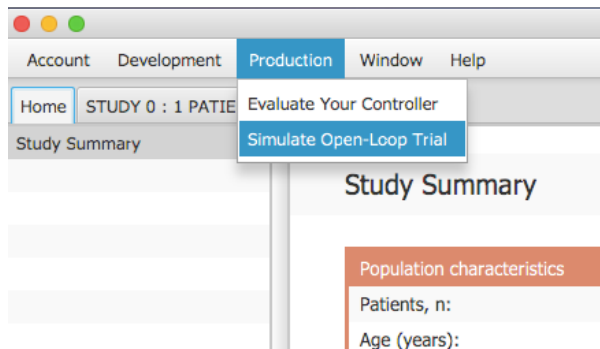 Account Development Production Window Help
Home STUDY 0 : 1 PATIE
Evaluate Your Controller
Study Summary
Simulate Open-Loop Trial
Study Summary
Population characteristics
Patients, n:
Age (years):